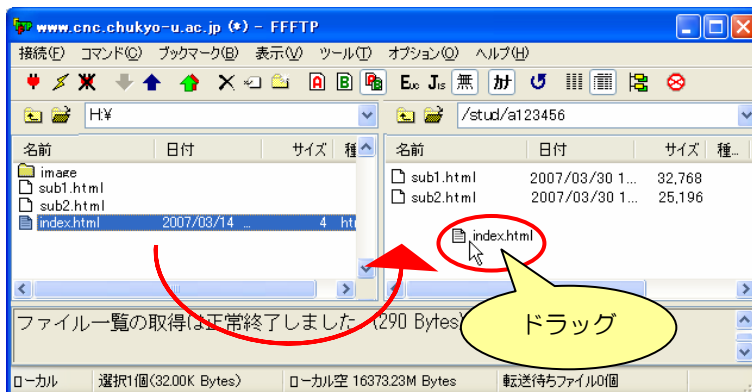 www.cnc.chukyo-u.ac.jp (*) - FFFTP
接続(F) コマンド(C) ブックマーク(B) 表示(V) ツール(T) オプション(O) ヘルプ(H)
A B Euc Jis 無 カナ
H:¥ /stud/a123456
名前 日付 サイズ 種
image
sub1.html
sub2.html
index.html 2007/03/14 ... 4 htm
名前 日付 サイズ 種...
sub1.html 2007/03/30 1... 32,768
sub2.html 2007/03/30 1... 25,196
index.html
ドラッグ
ファイル一覧の取得は正常終了しました. (290 Bytes)
ローカル 選択1個(32.00K Bytes) ローカル空 16373.23M Bytes 転送待ちファイル0個